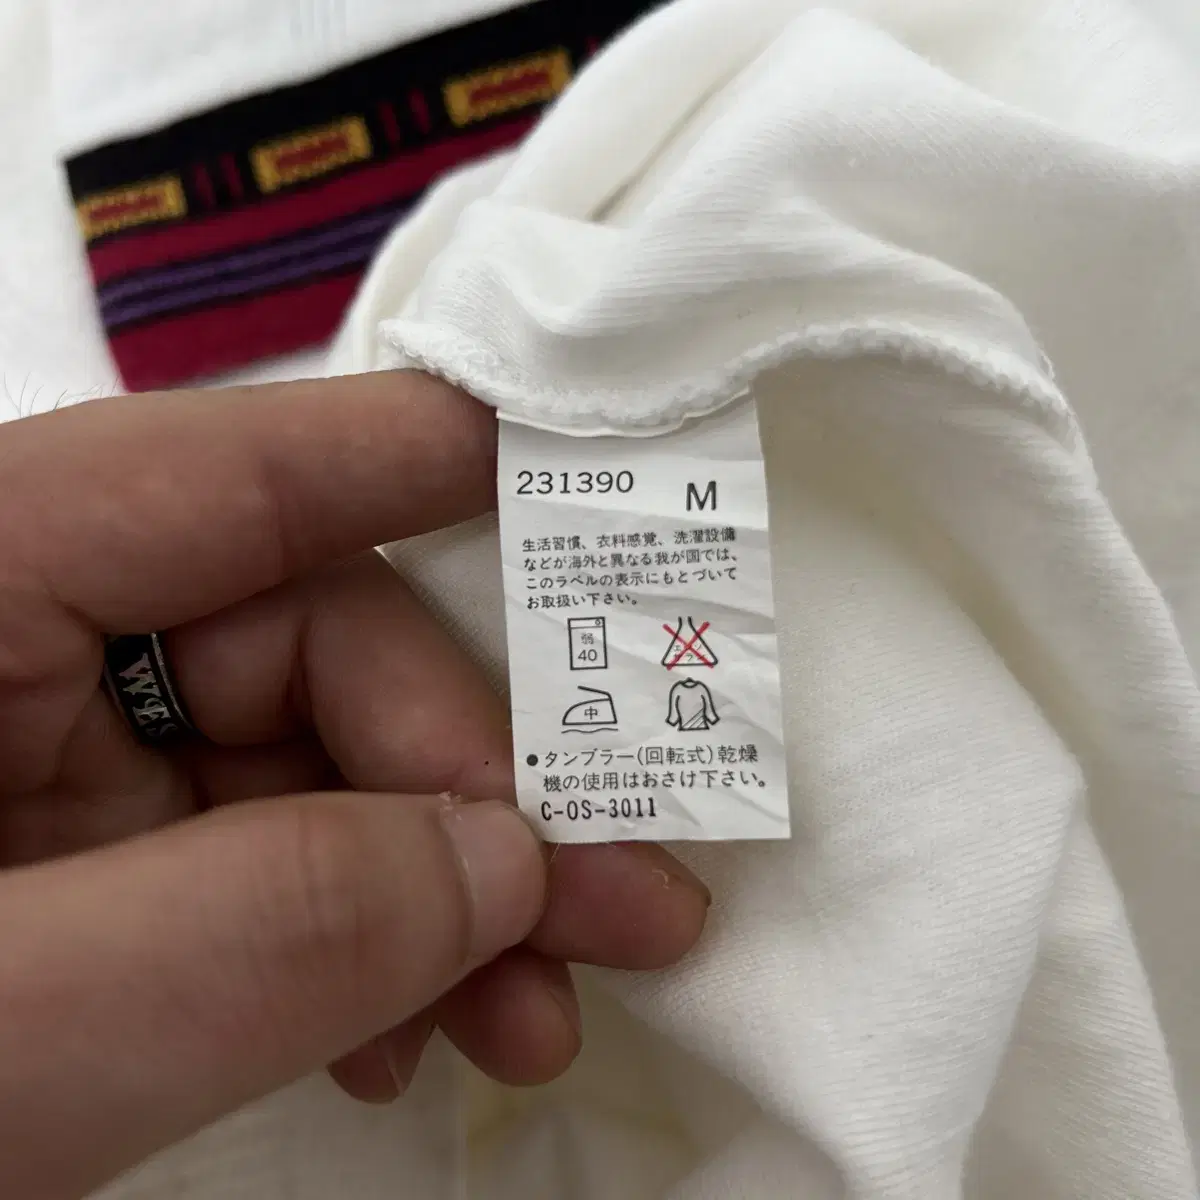 231390 M
生活習慣、衣料感覚、洗濯設備
などが海外と異なる我が国では、
このラベルの表示にもとづいて
お取扱い下さい。
弱
40
中
●タンブラー(回転式)乾燥
機の使用はおさけ下さい。
C-OS-3011